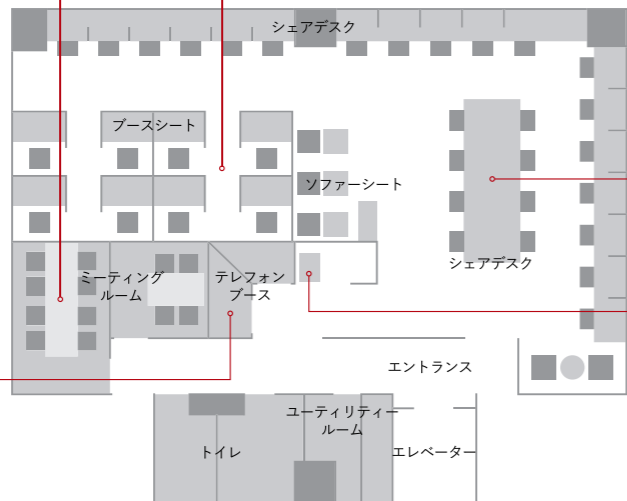 シェアデスク
ブースシート
ソファーシート
シェアデスク
ミーティング
ルーム
テレフォン
ブース
エントランス
ユーティリティー
ルーム
トイレ
エレベーター